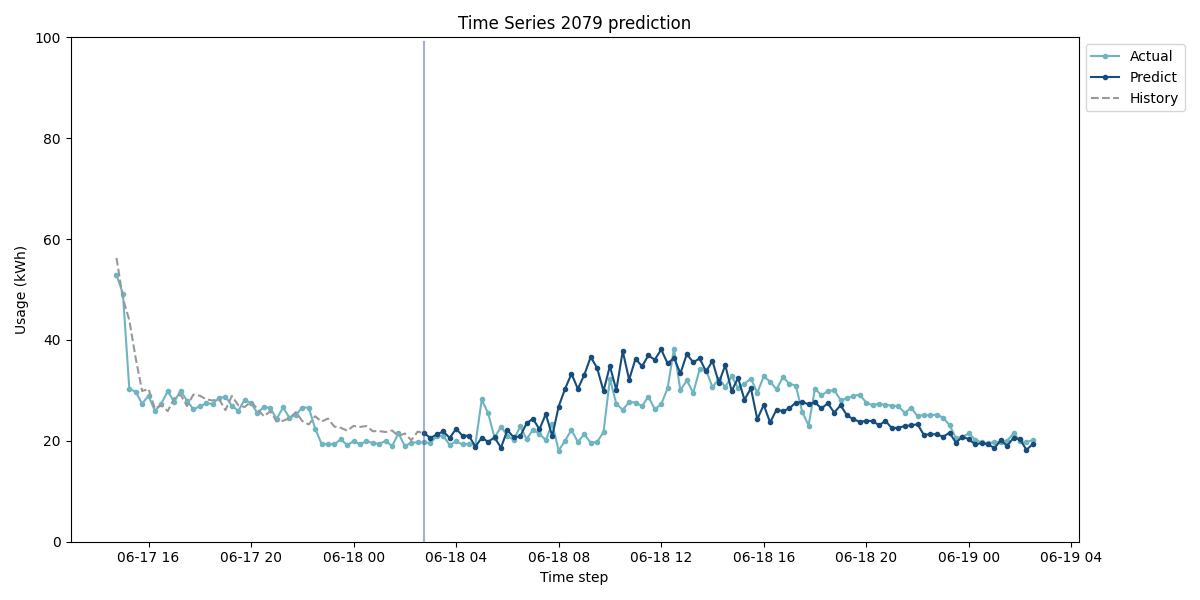 Time Series 2079 prediction
100
80
60
40
20
0
Usage (kWh)
06-17 16
06-17 20
06-18 00
06-18 04
06-18 08
06-18 12
06-18 16
06-18 20
06-19 00
06-19 04
Time step
Actual
Predict
History